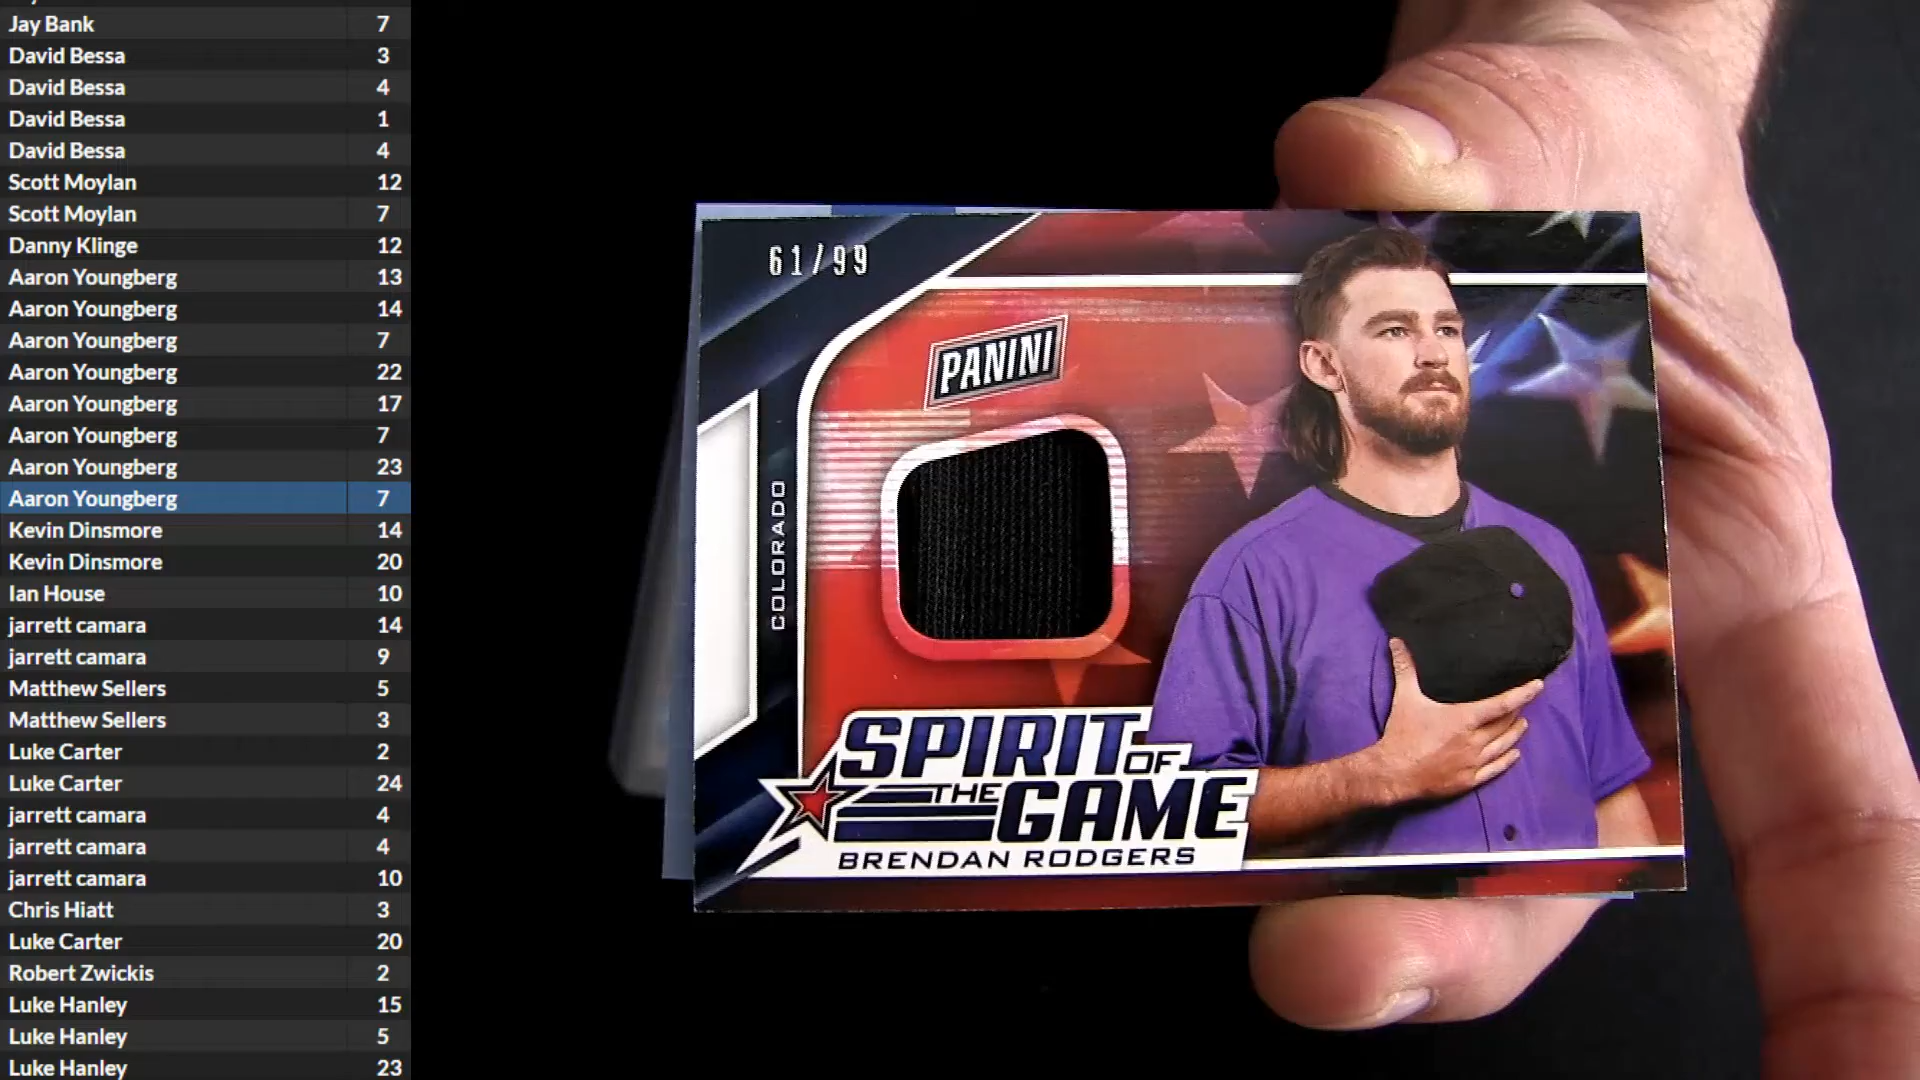 Jay Bank 7
David Bessa 3
David Bessa 4
David Bessa 1
David Bessa 4
Scott Moylan 12
Scott Moylan 7
Danny Klinge 12
Aaron Youngberg 13
Aaron Youngberg 14
Aaron Youngberg 7
Aaron Youngberg 22
Aaron Youngberg 17
Aaron Youngberg 7
Aaron Youngberg 23
Aaron Youngberg 7
Kevin Dinsmore 14
Kevin Dinsmore 20
Ian House 10
jarrett camara 14
jarrett camara 9
Matthew Sellers 5
Matthew Sellers 3
Luke Carter 2
Luke Carter 24
jarrett camara 4
jarrett camara 4
jarrett camara 10
Chris Hiatt 3
Luke Carter 20
Robert Zwickis 2
Luke Hanley 15
Luke Hanley 5
Luke Hanley 23
61/99
PANINI
COLORADO
SPIRIT OF
THE GAME
BRENDAN RODGERS